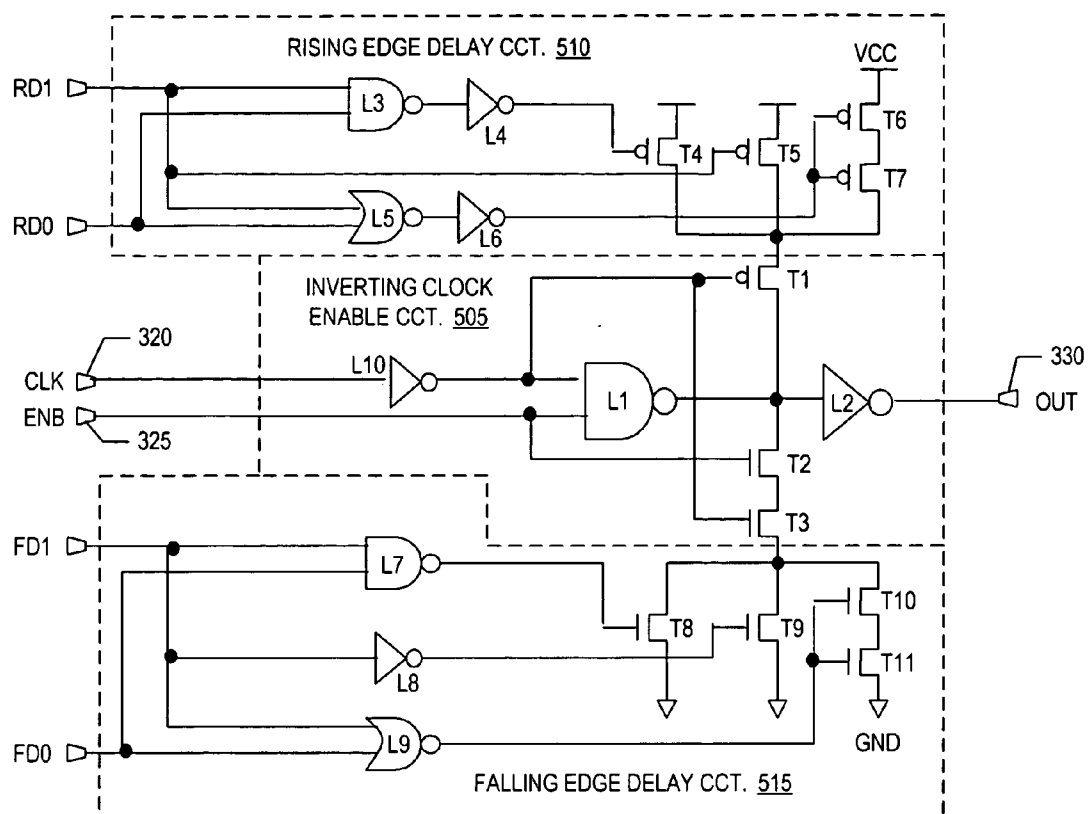 RISING EDGE DELAY CCT. 510
VCC
RD1
L3
L4
T4
T5
T6
T7
RD0
L5
L6
INVERTING CLOCK
ENABLE CCT. 505
T1
320
L10
CLK
L1
L2
330
OUT
ENB
325
T2
T3
FD1
L7
T8
T9
T10
L8
T11
FD0
L9
GND
FALLING EDGE DELAY CCT. 515